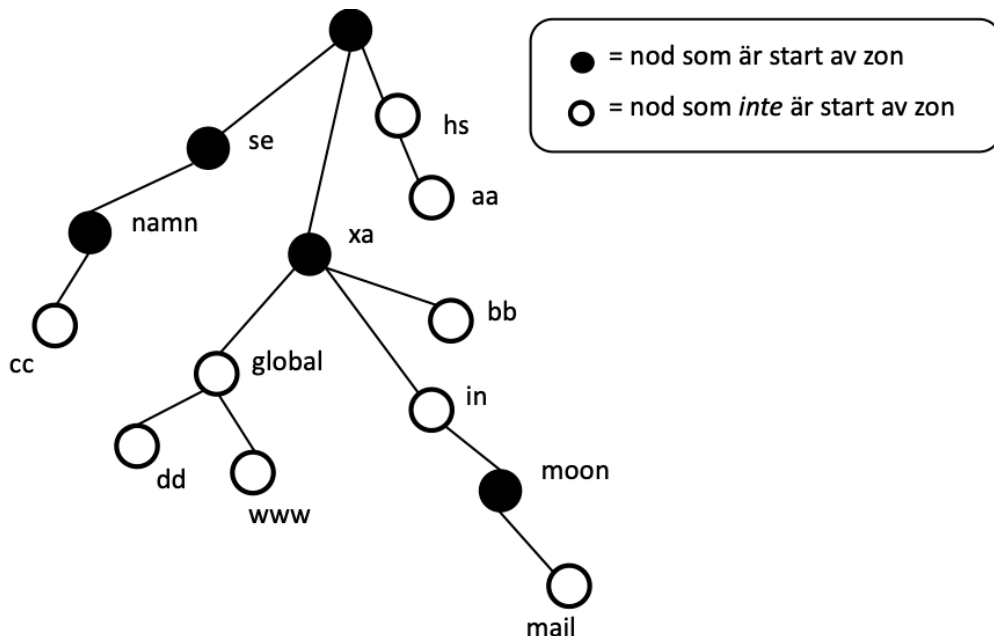 = nod som är start av zon
= nod som inte är start av zon
se
hs
aa
namn
xa
bb
cc
global
in
dd
www
moon
mail